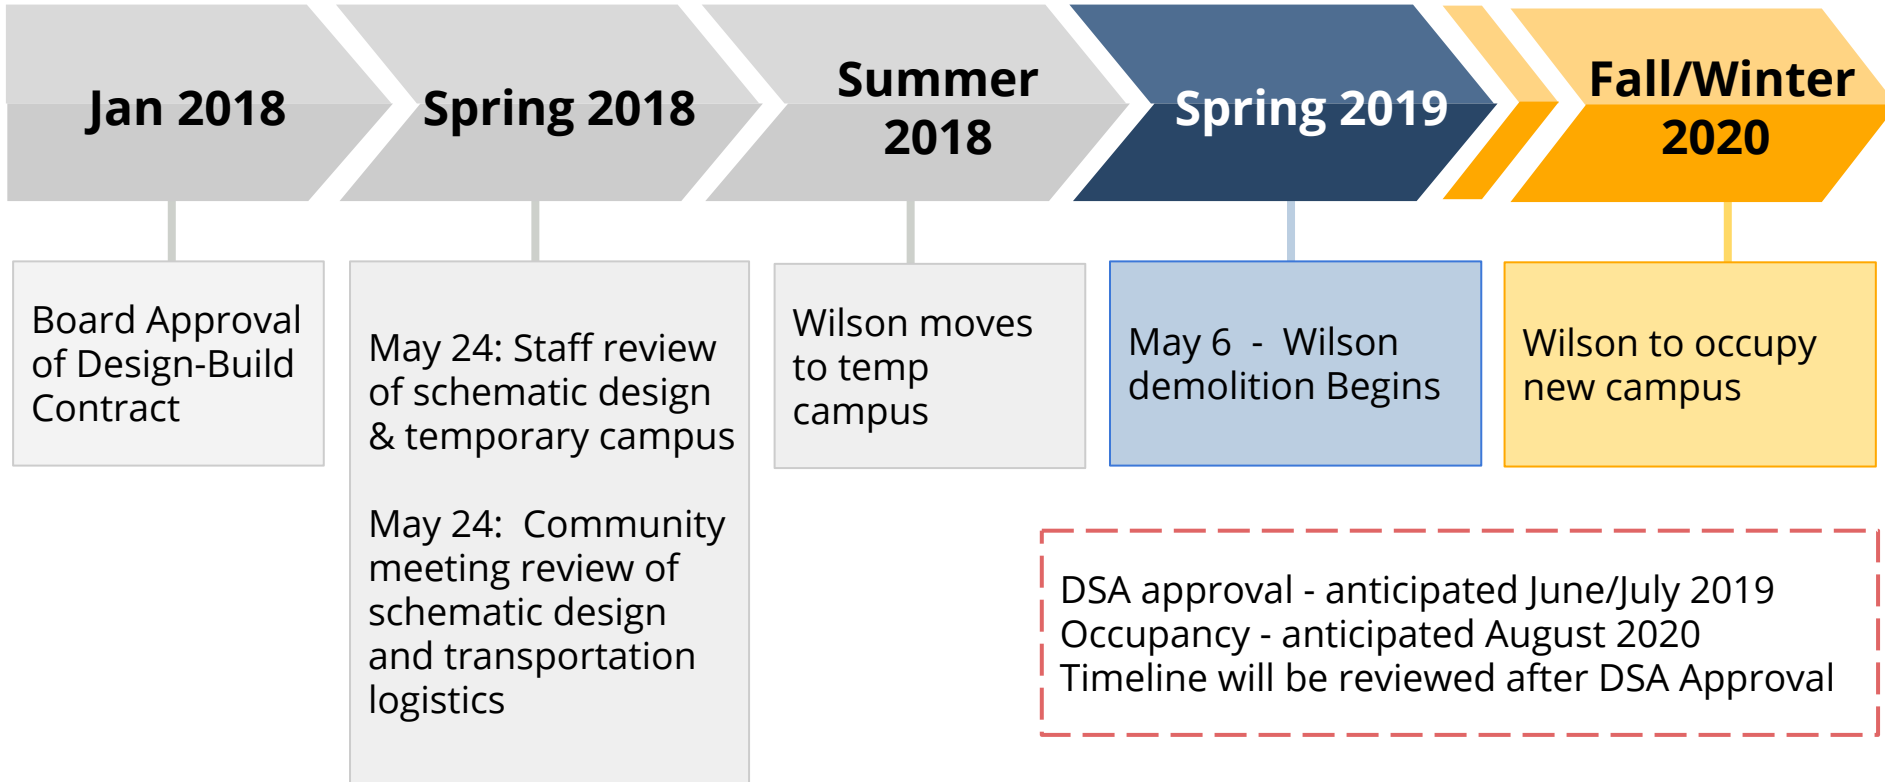 Jan 2018
Spring 2018
Summer
2018
Spring 2019
Fall/Winter
2020
Board Approval
of Design-Build
Contract
May 24: Staff review
of schematic design
& temporary campus
May 24:  Community
meeting review of
schematic design
and transportation
logistics
Wilson moves
to temp
campus
May 6  -  Wilson
demolition Begins
Wilson to occupy
new campus
DSA approval - anticipated June/July 2019
Occupancy - anticipated August 2020
Timeline will be reviewed after DSA Approval